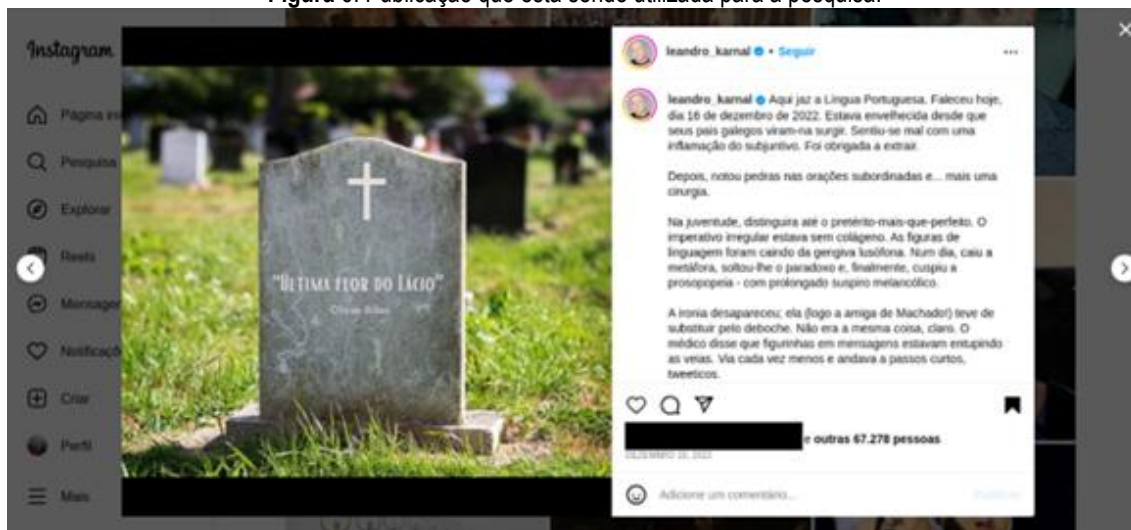 Figura 6. Publicação que está sendo utilizada para a pesquisa.
Instagram
Página
Pesquisa
Explorar
Reels
Notificaçõ
Criar
Perfil
Mais
"ÚLTIMA FLOR DO LÁCIO"
Olavo Bilac
leandro_karnal • Seguir
leandro_karnal Aqui jaz a Língua Portuguesa. Faleceu hoje,
dia 16 de dezembro de 2022. Estava envelhecida desde que
seus pais galegos viram-na surgir. Sentiu-se mal com uma
inflamação do subjuntivo. Foi obrigada a extrair.
Depois, notou pedras nas orações subordinadas e... mais uma
cirurgia.
Na juventude, distinguira até o pretérito-mais-que-perfeito. O
imperativo irregular estava sem colágeno. As figuras de
linguagem foram caindo da gengiva lusófona. Num dia, caiu a
metáfora, soltou-lhe o paradoxo e, finalmente, cuspiu a
prosopopeia - com prolongado suspiro melancólico.
A ironia desapareceu; ela (logo a amiga de Machado!) teve de
substituir pelo deboche. Não era a mesma coisa, claro. O
médico disse que figurinhas em mensagens estavam entupindo
as veias. Via cada vez menos e andava a passos curtos,
tweeticos.
e outras 67.278 pessoas
Adicione um comentário...